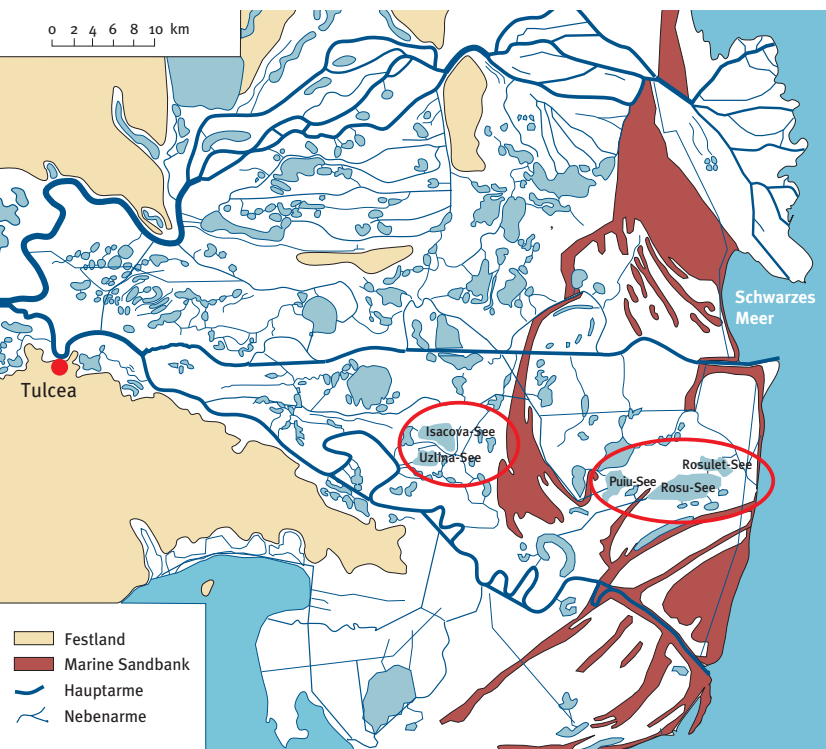 0 2 4 6 8 10 km
Schwarzes
Meer
Tulcea
Isacova-See
Uzlina-See
Rosulet-See
Puiu-See
Rosu-See
Festland
Marine Sandbank
Hauptarme
Nebenarme